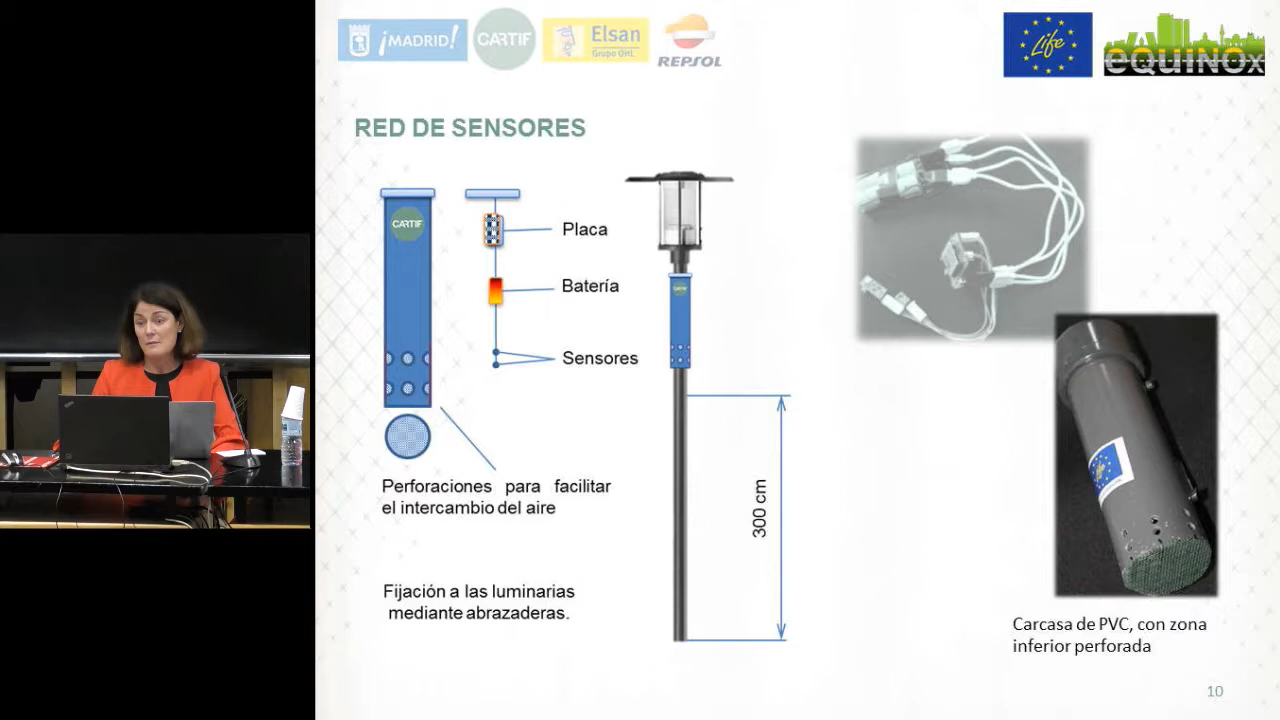 ¡MADRID!
CARTIF
Elsan
Grupo OHL
REPSOL
Life
eQUINOx
RED DE SENSORES
CARTIF
Placa
Batería
Sensores
CARTIF
300 cm
Perforaciones para facilitar
el intercambio del aire
Fijación a las luminarias
mediante abrazaderas.
Carcasa de PVC, con zona
inferior perforada
10